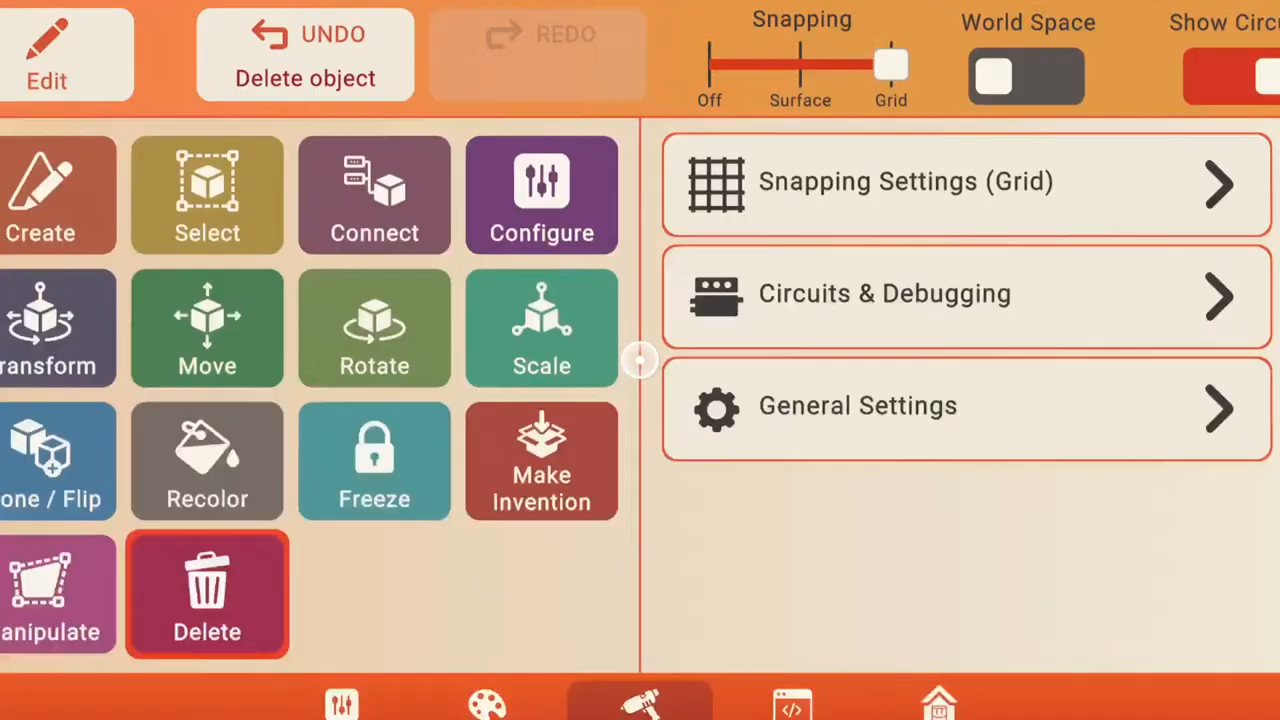 Edit
UNDO
Delete object
REDO
Snapping
Off
Surface
Grid
World Space
Show Circu
Create
Select
Connect
Configure
ransform
Move
Rotate
Scale
one / Flip
Recolor
Freeze
Make
Invention
anipulate
Delete
Snapping Settings (Grid)
Circuits & Debugging
General Settings